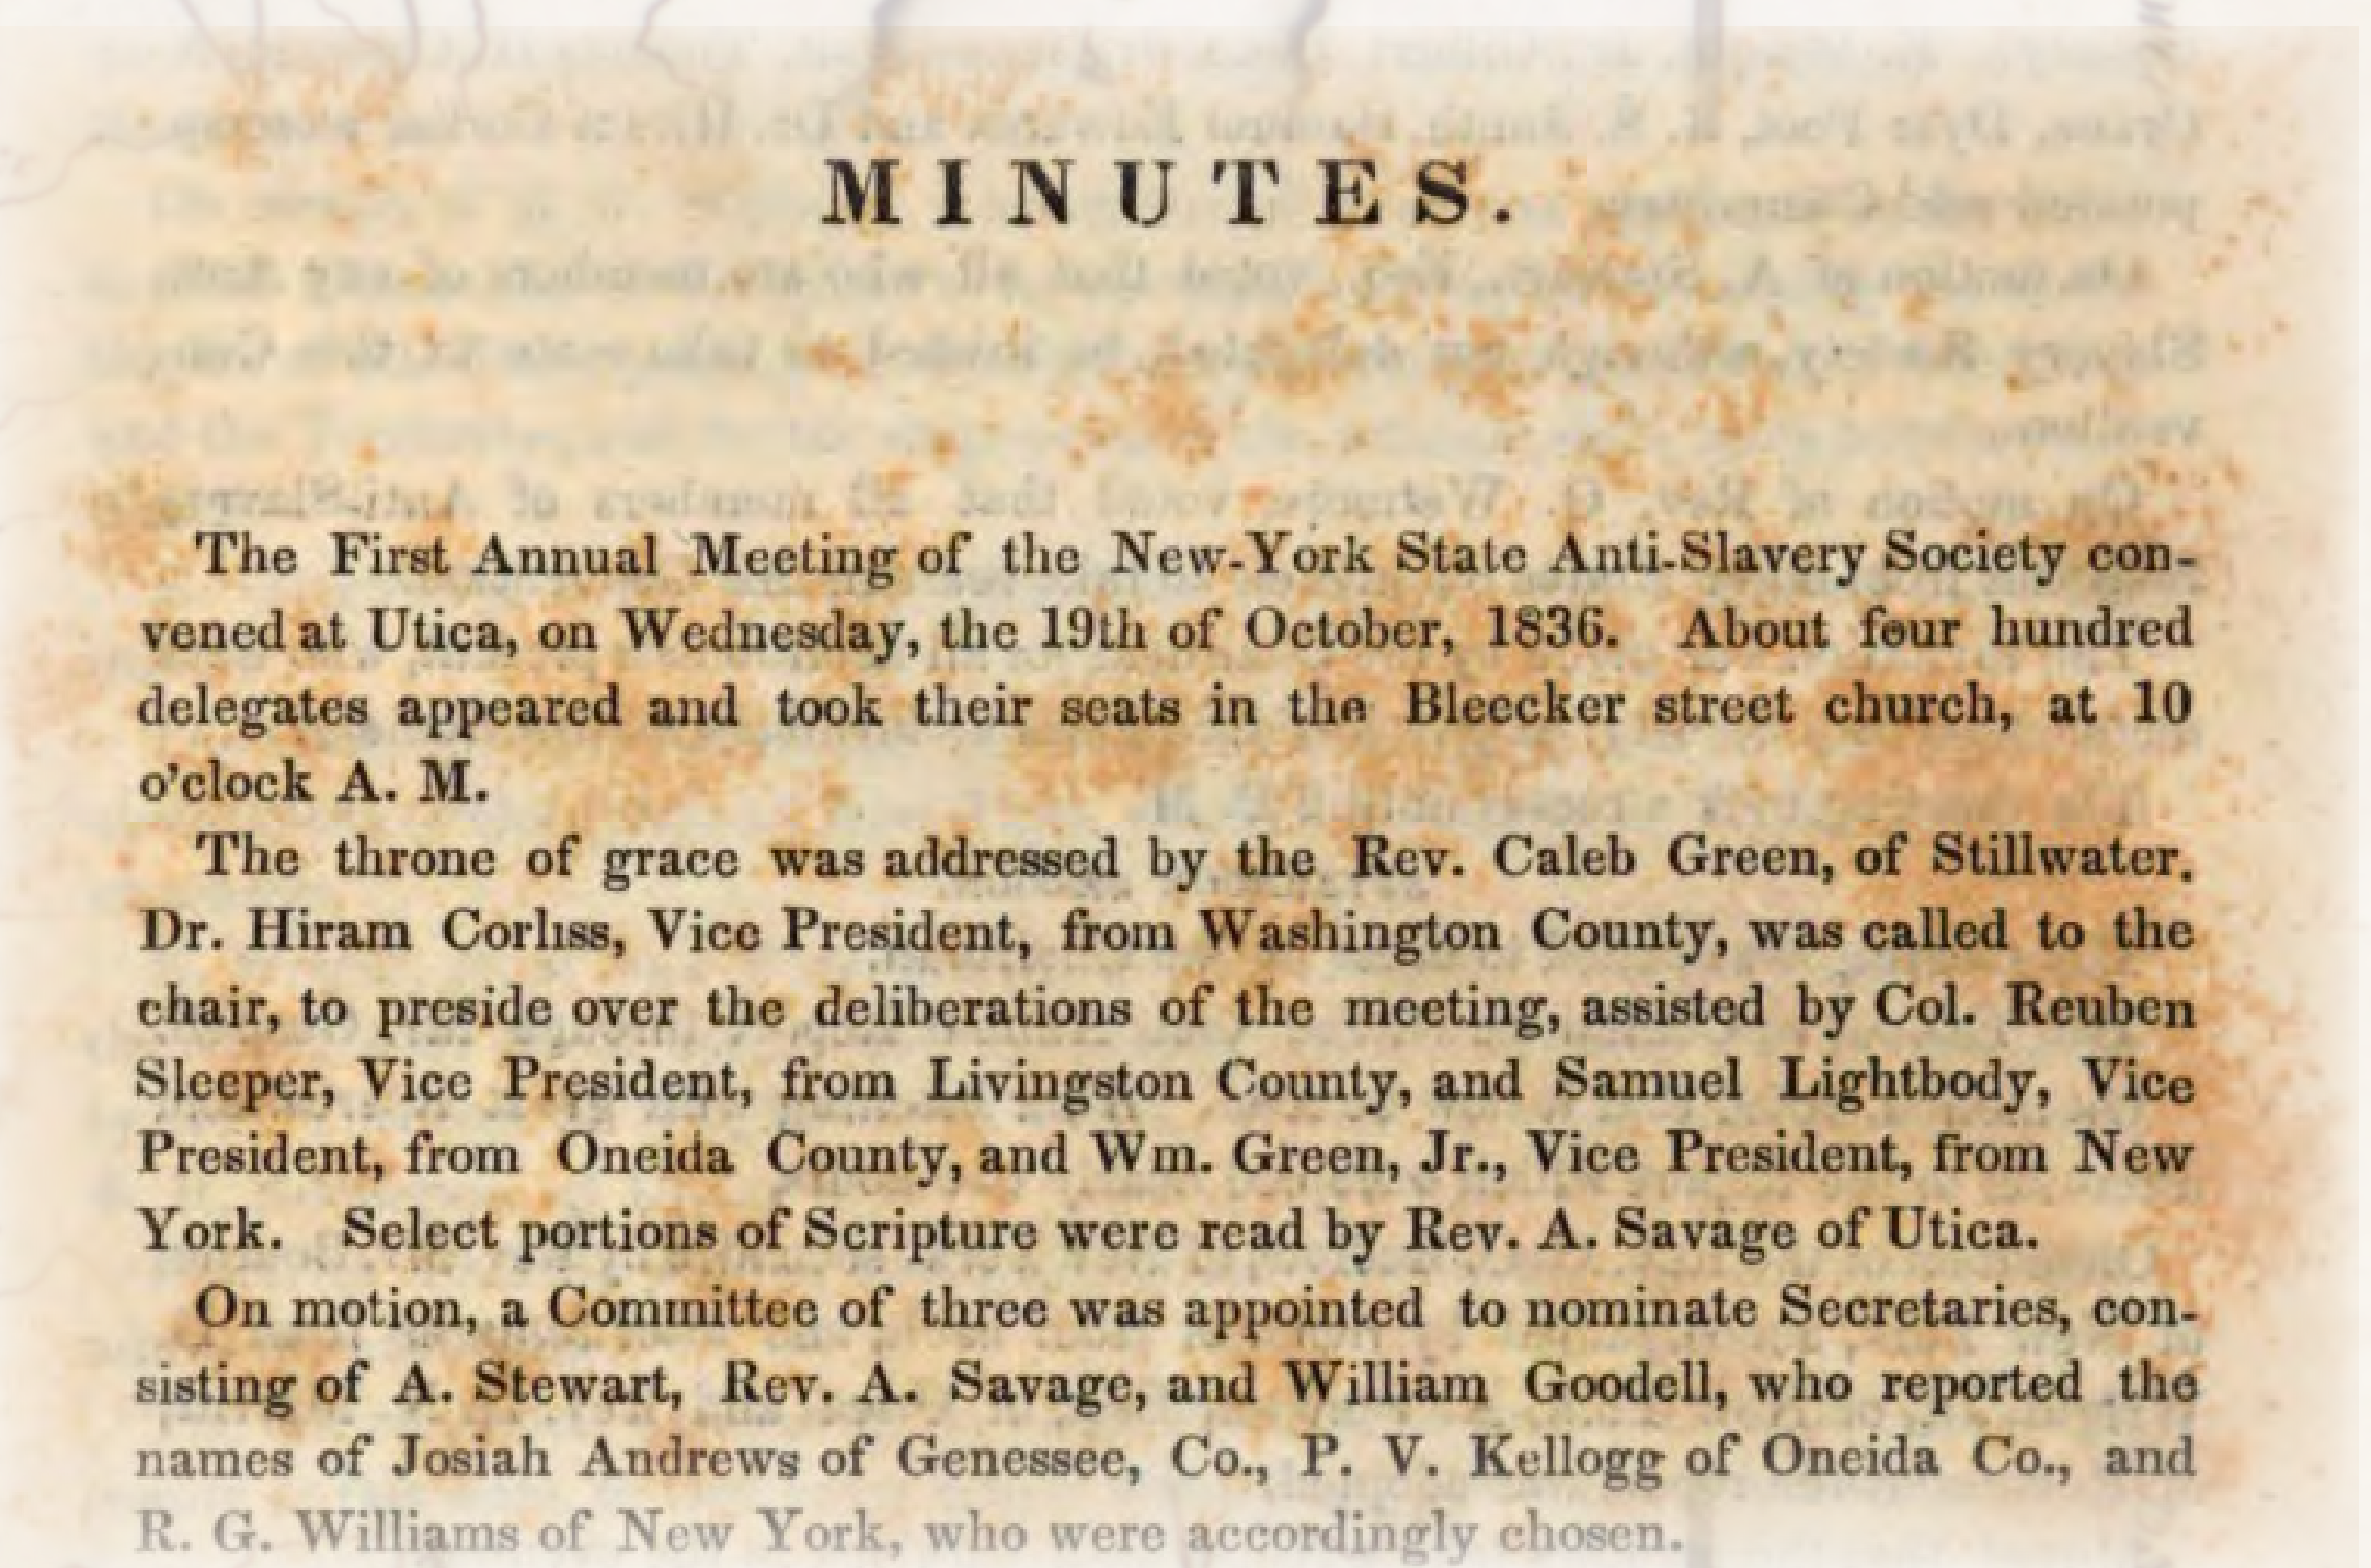 MINUTES.
The First Annual Meeting of the New-York State Anti-Slavery Society con-
vened at Utica, on Wednesday, the 19th of October, 1836. About four hundred
delegates appeared and took their seats in the Bleecker street church, at 10
o'clock A. M.
The throne of grace was addressed by the Rev. Caleb Green, of Stillwater.
Dr. Hiram Corliss, Vice President, from Washington County, was called to the
chair, to preside over the deliberations of the meeting, assisted by Col. Reuben
Sleeper, Vice President, from Livingston County, and Samuel Lightbody, Vice
President, from Oneida County, and Wm. Green, Jr., Vice President, from New
York. Select portions of Scripture were read by Rev. A. Savage of Utica.
On motion, a Committee of three was appointed to nominate Secretaries, con-
sisting of A. Stewart, Rev. A. Savage, and William Goodell, who reported the
names of Josiah Andrews of Genessee, Co., P. V. Kellogg of Oneida Co., and
R. G. Williams of New York, who were accordingly chosen.